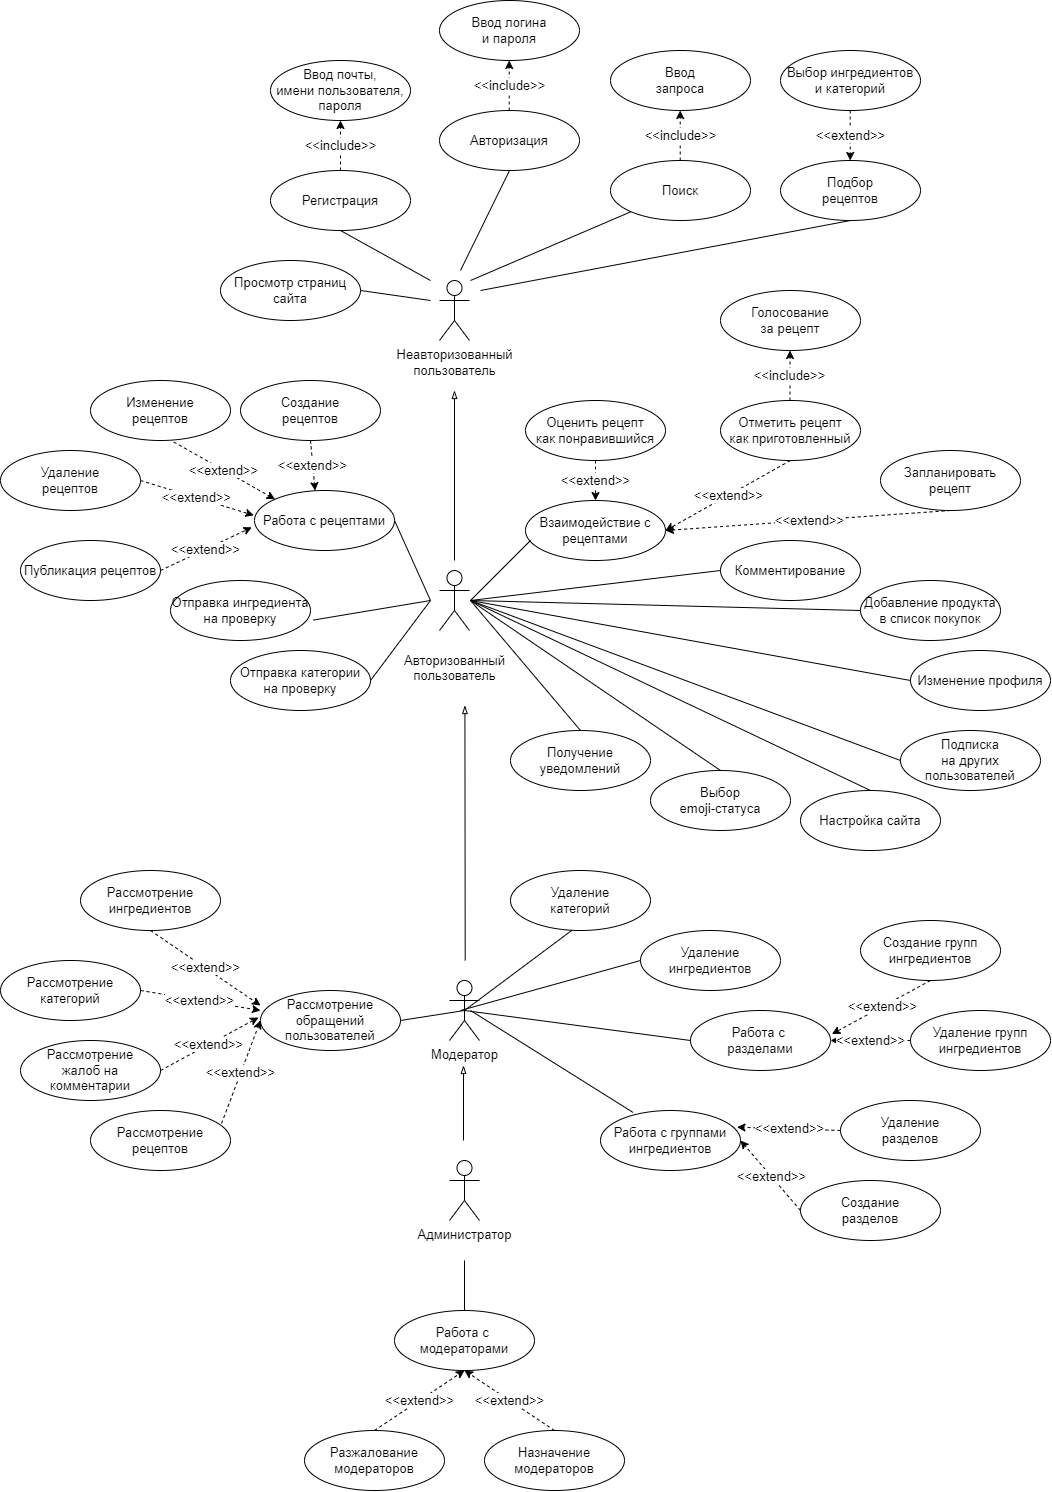 Ввод логина
и пароля
Ввод почты,
имени пользователя,
пароля
<<include>>
Ввод
запроса
Выбор ингредиентов
и категорий
<<include>>
<<include>>
<<extend>>
Авторизация
Регистрация
Поиск
Подбор
рецептов
Просмотр страниц
сайта
Неавторизованный
пользователь
Голосование
за рецепт
<<include>>
Изменение
рецептов
Создание
рецептов
Оценить рецепт
как понравившийся
Отметить рецепт
как приготовленный
Удаление
рецептов
<<extend>>
<<extend>>
<<extend>>
<<extend>>
<<extend>>
Запланировать
рецепт
<<extend>>
Работа с рецептами
Взаимодействие с
рецептами
<<extend>>
Публикация рецептов
Комментирование
Отправка ингредиента
на проверку
Добавление продукта
в список покупок
Авторизованный
пользователь
Отправка категории
на проверку
Изменение профиля
Получение
уведомлений
Подписка
на других
пользователей
Выбор
emoji-статуса
Настройка сайта
Рассмотрение
ингредиентов
Удаление
категорий
<<extend>>
Удаление
ингредиентов
Создание групп
ингредиентов
Рассмотрение
категорий
<<extend>>
<<extend>>
Рассмотрение
обращений
пользователей
Модератор
Работа с
разделами
<<extend>>
Удаление групп
ингредиентов
Рассмотрение
жалоб на
комментарии
<<extend>>
<<extend>>
Рассмотрение
рецептов
Работа с группами
ингредиентов
<<extend>>
Удаление
разделов
<<extend>>
Создание
разделов
Администратор
Работа с
модераторами
<<extend>>
<<extend>>
Разжалование
модераторов
Назначение
модераторов